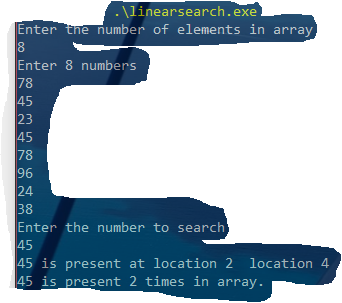 .\linearsearch.exe
Enter the number of elements in array
8
Enter 8 numbers
78
45
23
45
78
96
24
38
Enter the number to search
45
45 is present at location 2  location 4
45 is present 2 times in array.